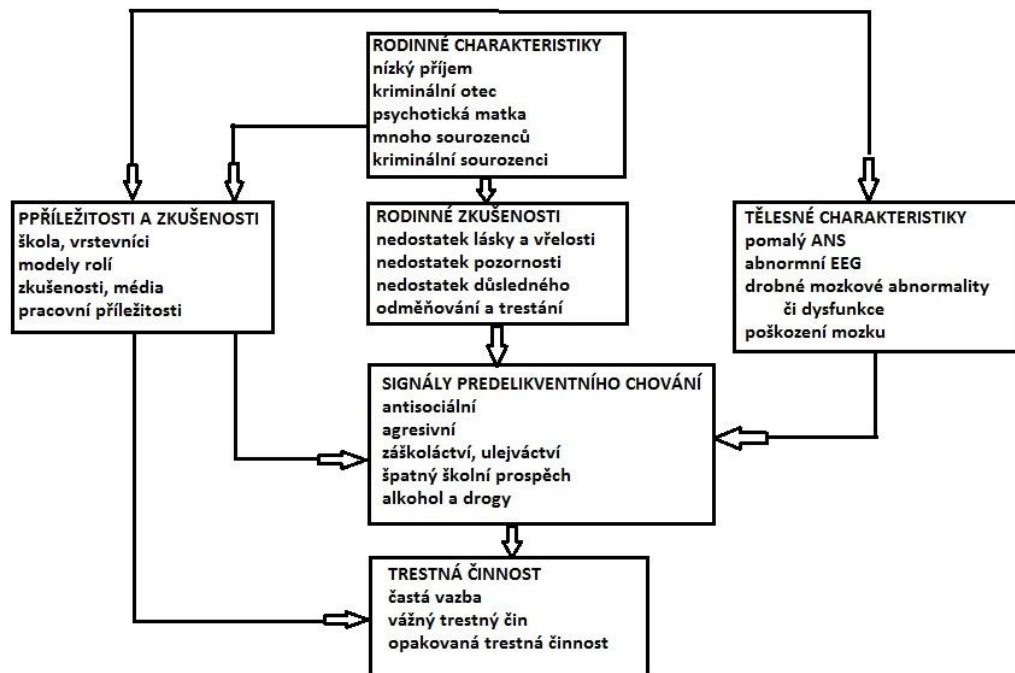 RODINNÉ CHARAKTERISTIKY
nízký příjem
kriminální otec
psychotická matka
mnoho sourozenců
kriminální sourozenci
PPŘÍLEŽITOSTI A ZKUŠENOSTI
škola, vrstevníci
modely rolí
zkušenosti, média
pracovní příležitosti
RODINNÉ ZKUŠENOSTI
nedostatek lásky a vřelosti
nedostatek pozornosti
nedostatek důsledného
odměňování a trestání
TĚLESNÉ CHARAKTERISTIKY
pomalý ANS
abnormní EEG
drobné mozkové abnormality
či dysfunkce
poškození mozku
SIGNÁLY PREDELIKVENTNÍHO CHOVÁNÍ
antisociální
agresivní
záškoláctví, ulejváctví
špatný školní prospěch
alkohol a drogy
TRESTNÁ ČINNOST
častá vazba
vážný trestný čin
opakovaná trestná činnost